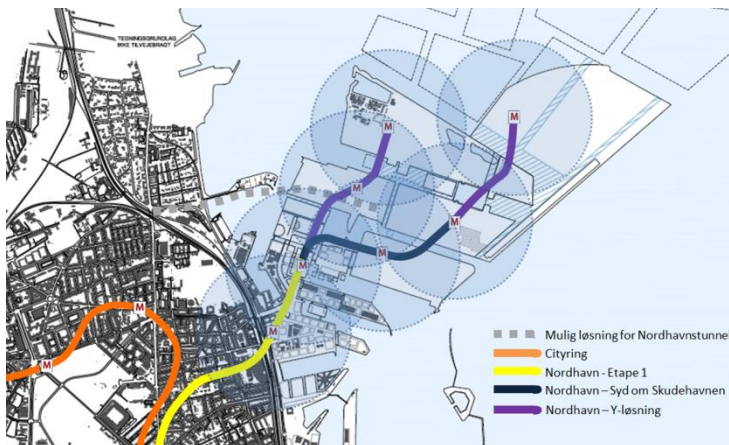 TEGNINGSGRUNDLAG
IKKE TILVEJEBRAGT
M
M
M
M
M
M
M
M
Mulig løsning for Nordhavnstunnel
Cityring
Nordhavn - Etape 1
Nordhavn – Syd om Skudehavnen
Nordhavn – Y-løsning